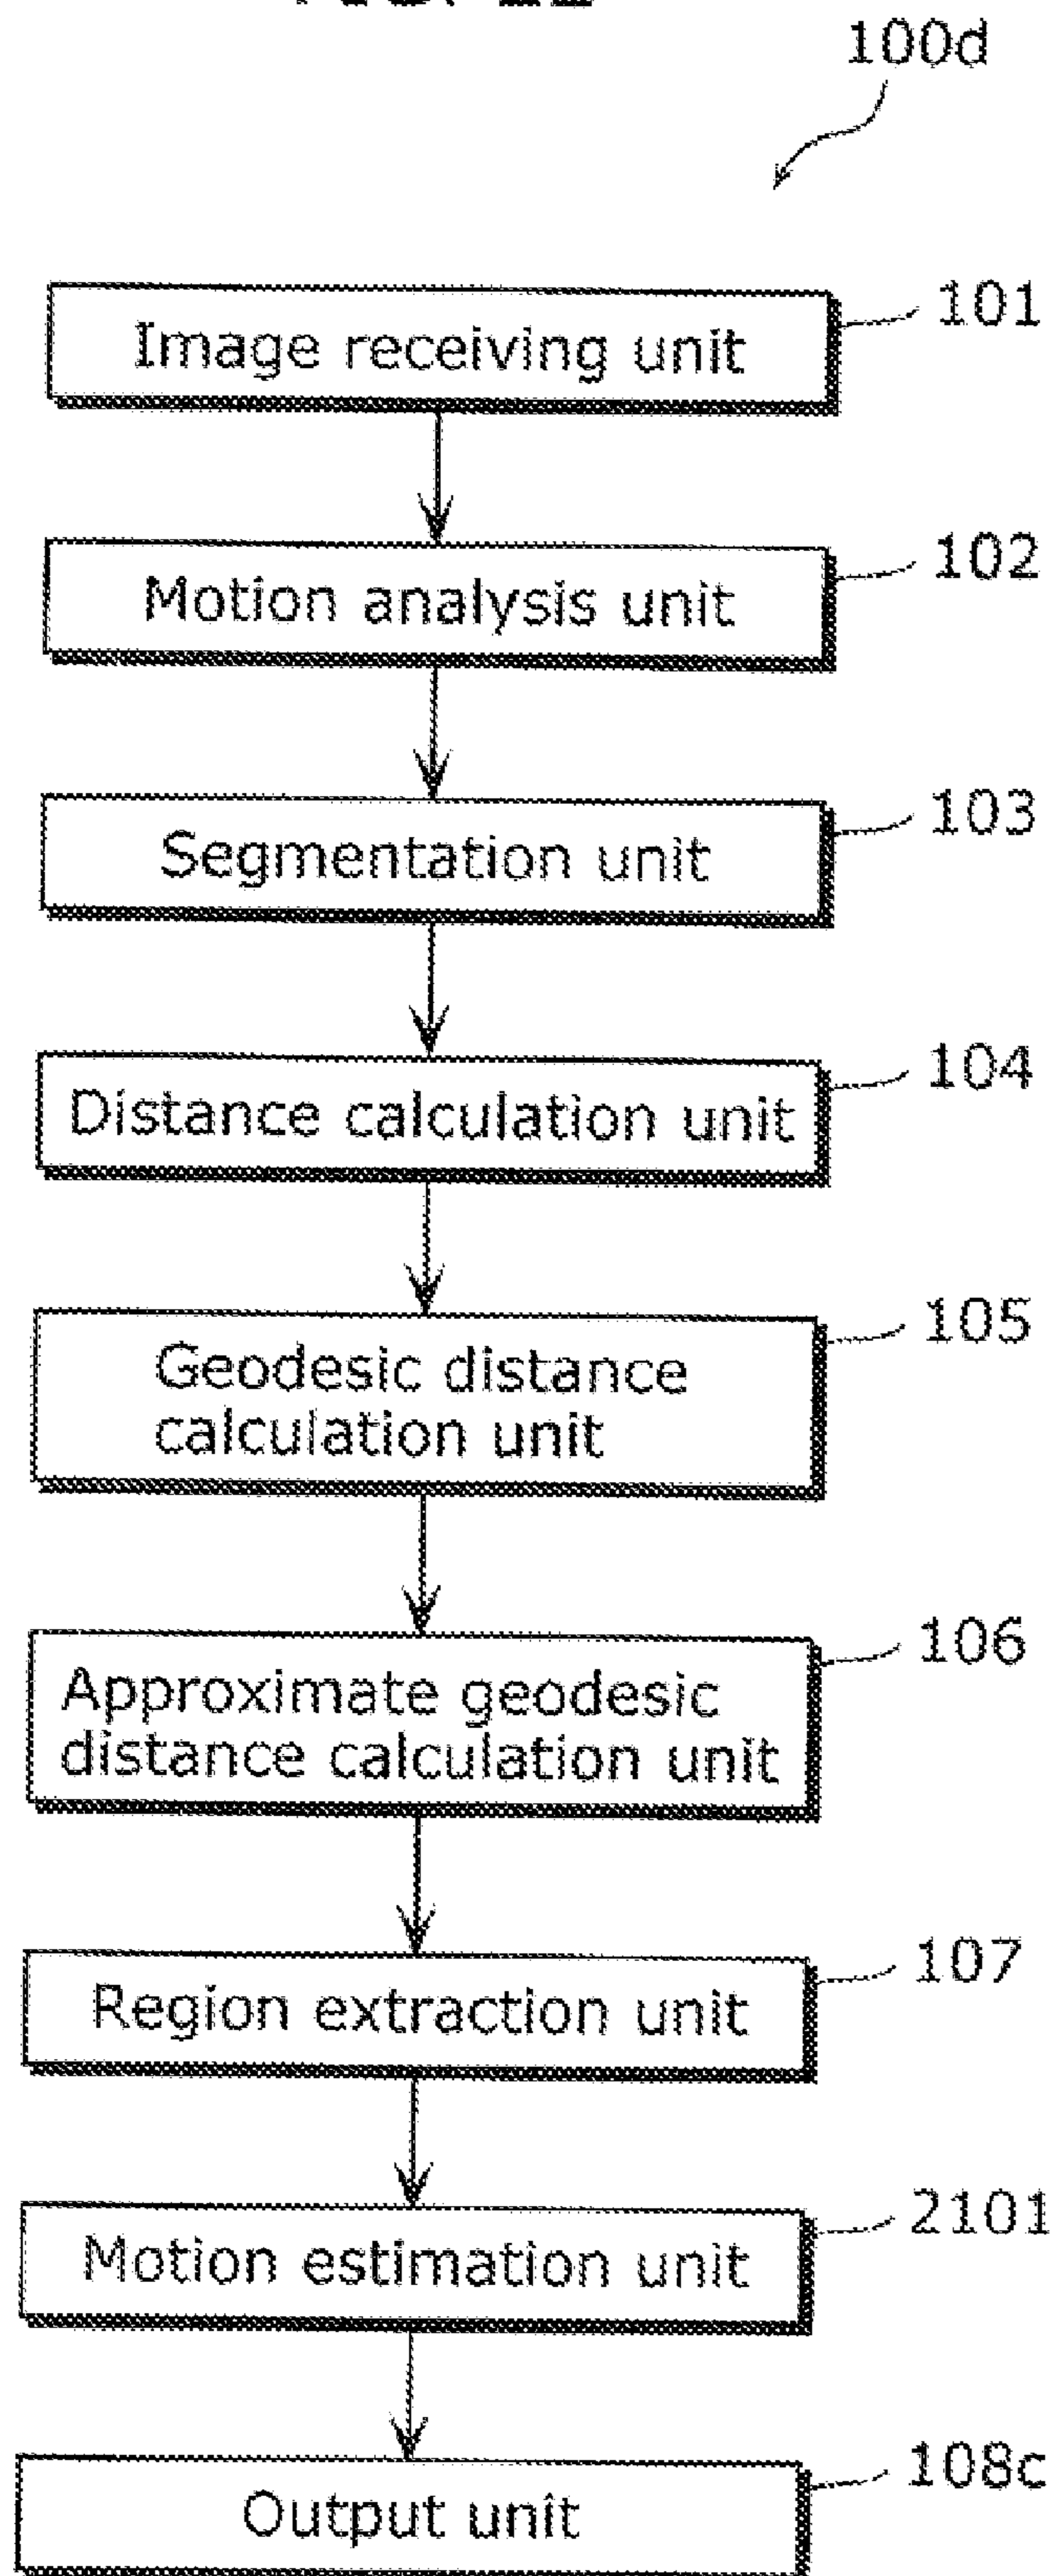 100d
Image receiving unit
101
Motion analysis unit
102
Segmentation unit
103
Distance calculation unit
104
Geodesic distance
calculation unit
105
Approximate geodesic
distance calculation unit
106
Region extraction unit
107
Motion estimation unit
2101
Output unit
108c